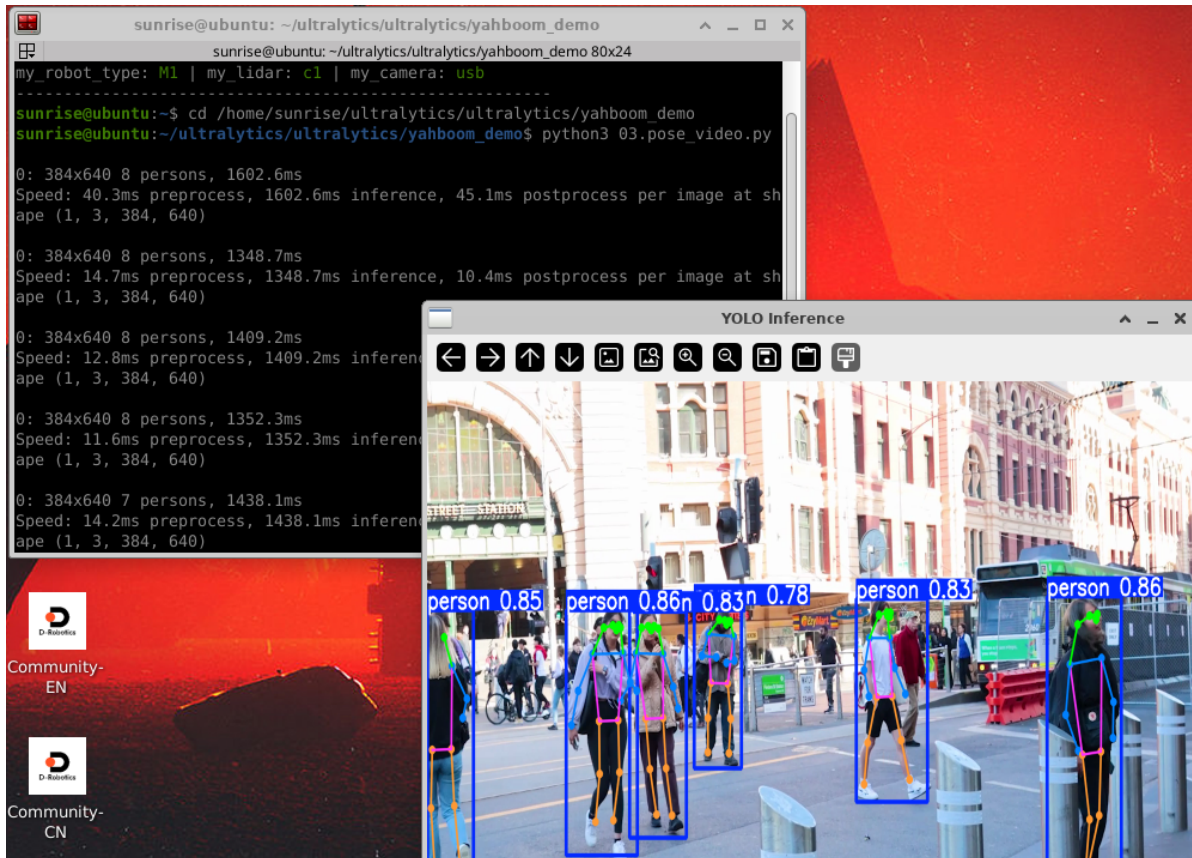 sunrise@ubuntu: ~/ultralytics/ultralytics/yahboom_demo
sunrise@ubuntu: ~/ultralytics/ultralytics/yahboom_demo 80x24
my_robot_type: M1 | my_lidar: c1 | my_camera: usb
------------------------------------------------------
sunrise@ubuntu:~$ cd /home/sunrise/ultralytics/ultralytics/yahboom_demo
sunrise@ubuntu:~/ultralytics/ultralytics/yahboom_demo$ python3 03.pose_video.py
0: 384x640 8 persons, 1602.6ms
Speed: 40.3ms preprocess, 1602.6ms inference, 45.1ms postprocess per image at sh
ape (1, 3, 384, 640)
0: 384x640 8 persons, 1348.7ms
Speed: 14.7ms preprocess, 1348.7ms inference, 10.4ms postprocess per image at sh
ape (1, 3, 384, 640)
0: 384x640 8 persons, 1409.2ms
Speed: 12.8ms preprocess, 1409.2ms inferenc
ape (1, 3, 384, 640)
0: 384x640 8 persons, 1352.3ms
Speed: 11.6ms preprocess, 1352.3ms inferenc
ape (1, 3, 384, 640)
0: 384x640 7 persons, 1438.1ms
Speed: 14.2ms preprocess, 1438.1ms inferenc
ape (1, 3, 384, 640)
YOLO Inference
STREET STATION
person 0.85
person 0.86
n 0.83
n 0.78
person 0.83
person 0.86
CITY
EzyMart
D-Robotics
Community-
EN
D-Robotics
Community-
CN